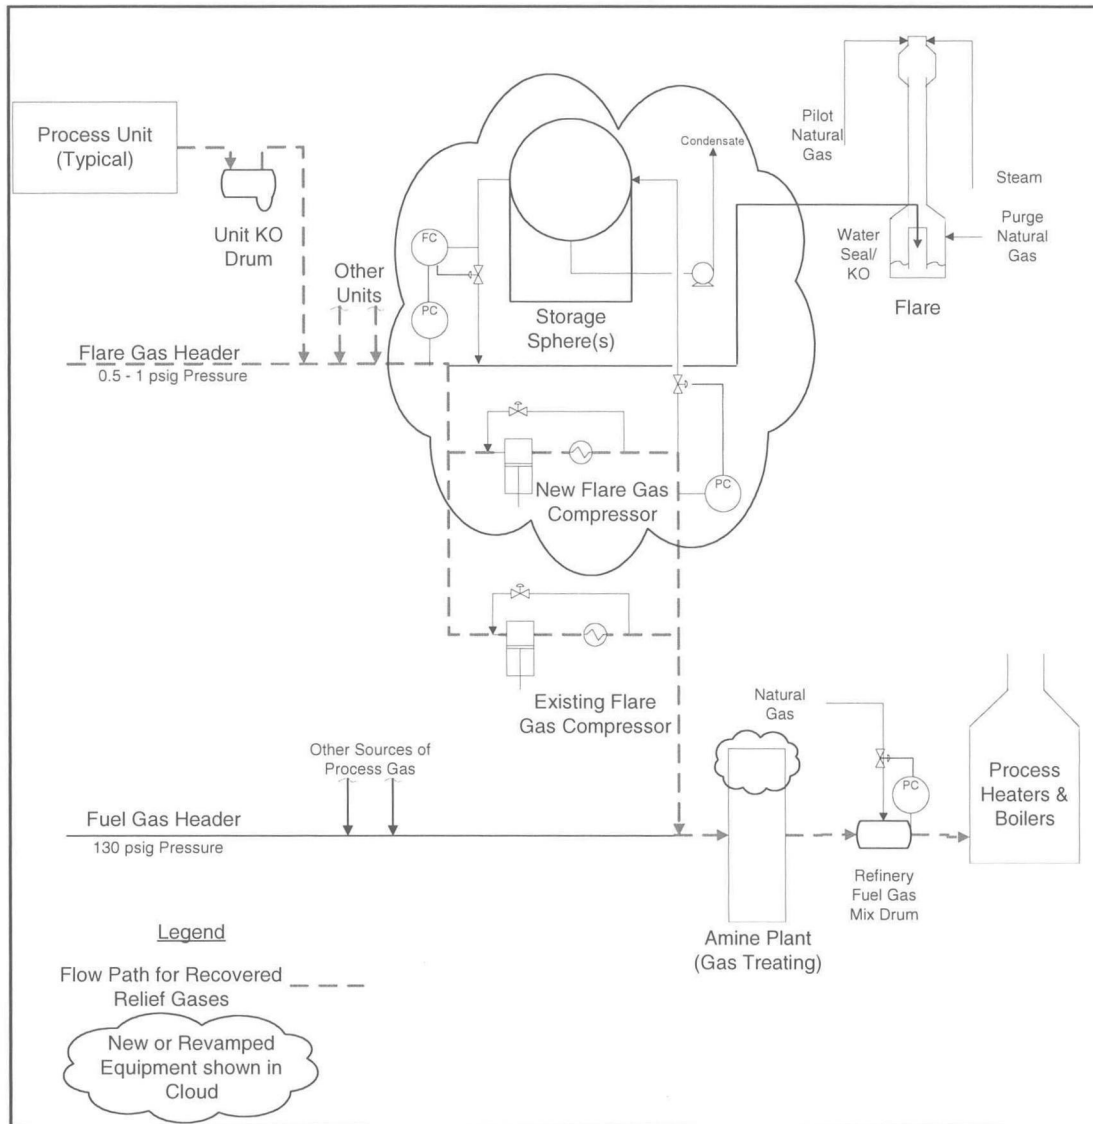 Process Unit
(Typical)
Unit KO
Drum
Other
Units
Flare Gas Header
0.5 - 1 psig Pressure
FC
PC
Condensate
Storage
Sphere(s)
Pilot
Natural
Gas
Steam
Water
Seal/
KO
Purge
Natural
Gas
Flare
New Flare Gas
Compressor
PC
Existing Flare
Gas Compressor
Other Sources of
Process Gas
Fuel Gas Header
130 psig Pressure
Natural
Gas
PC
Process
Heaters &
Boilers
Refinery
Fuel Gas
Mix Drum
Amine Plant
(Gas Treating)
Legend
Flow Path for Recovered
Relief Gases
New or Revamped
Equipment shown in
Cloud